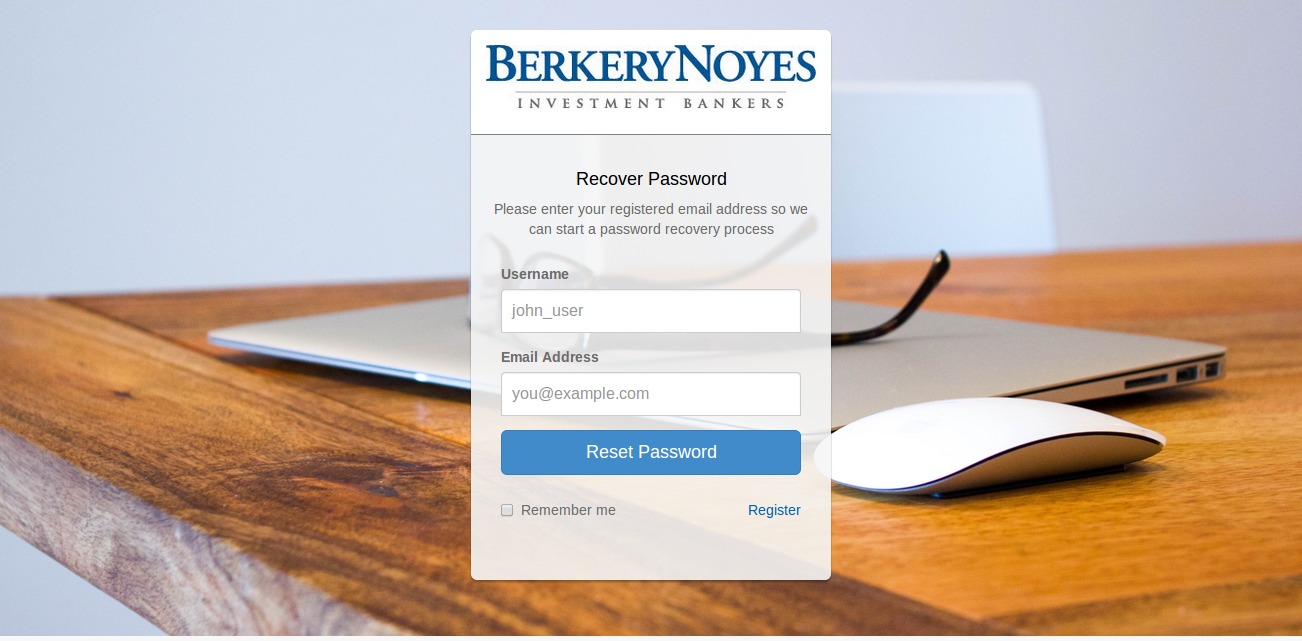 BERKERYNOYES
INVESTMENT BANKERS
Recover Password
Please enter your registered email address so we
can start a password recovery process
Username
john_user
Email Address
you@example.com
Reset Password
Remember me
Register